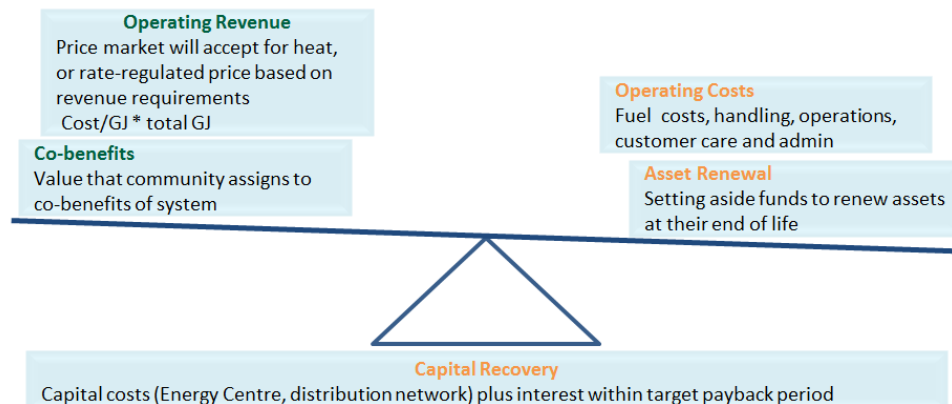 Operating Revenue
Price market will accept for heat,
or rate-regulated price based on
revenue requirements
Cost/GJ * total GJ
Co-benefits
Value that community assigns to
co-benefits of system
Operating Costs
Fuel costs, handling, operations,
customer care and admin
Asset Renewal
Setting aside funds to renew assets
at their end of life
Capital Recovery
Capital costs (Energy Centre, distribution network) plus interest within target payback period